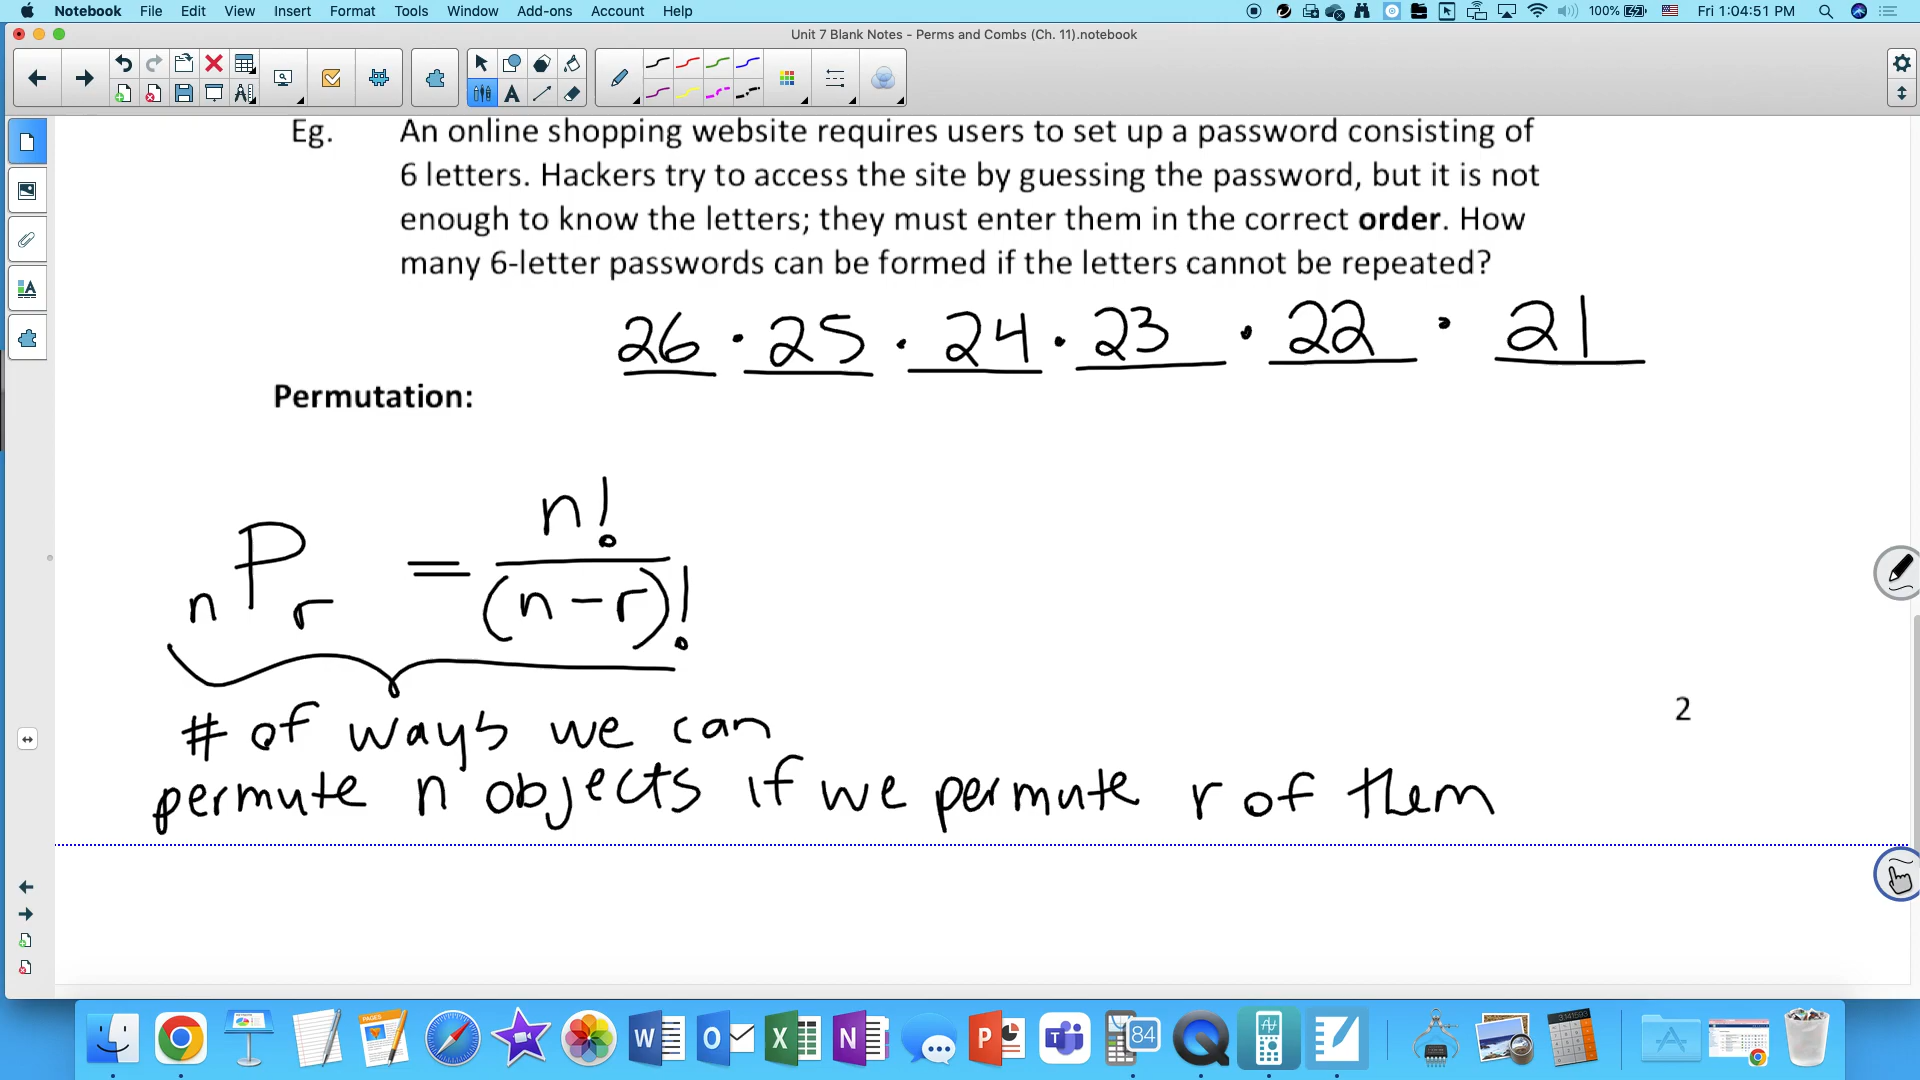 Notebook File Edit View Insert Format Tools Window Add-ons Account Help 100% Fri 1:04:51 PM
Unit 7 Blank Notes - Perms and Combs (Ch. 11).notebook
Eg. An online shopping website requires users to set up a password consisting of
6 letters. Hackers try to access the site by guessing the password, but it is not
enough to know the letters; they must enter them in the correct order. How
many 6-letter passwords can be formed if the letters cannot be repeated?
26 · 25 · 24 · 23 · 22 · 21
Permutation:
nPr = n! / (n-r)!
# of ways we can
2
permute n objects if we permute r of them
84
3141593